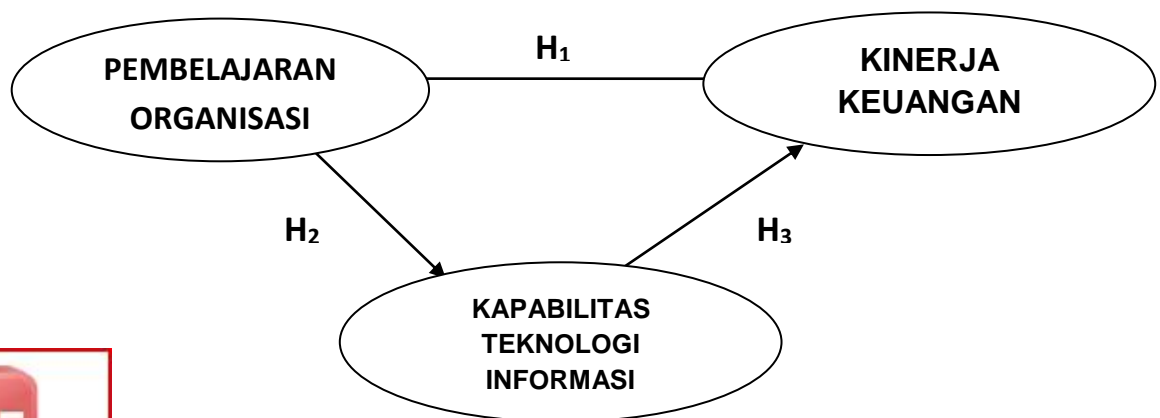 H₁
PEMBELAJARAN
ORGANISASI
KINERJA
KEUANGAN
H₂
H₃
KAPABILITAS
TEKNOLOGI
INFORMASI